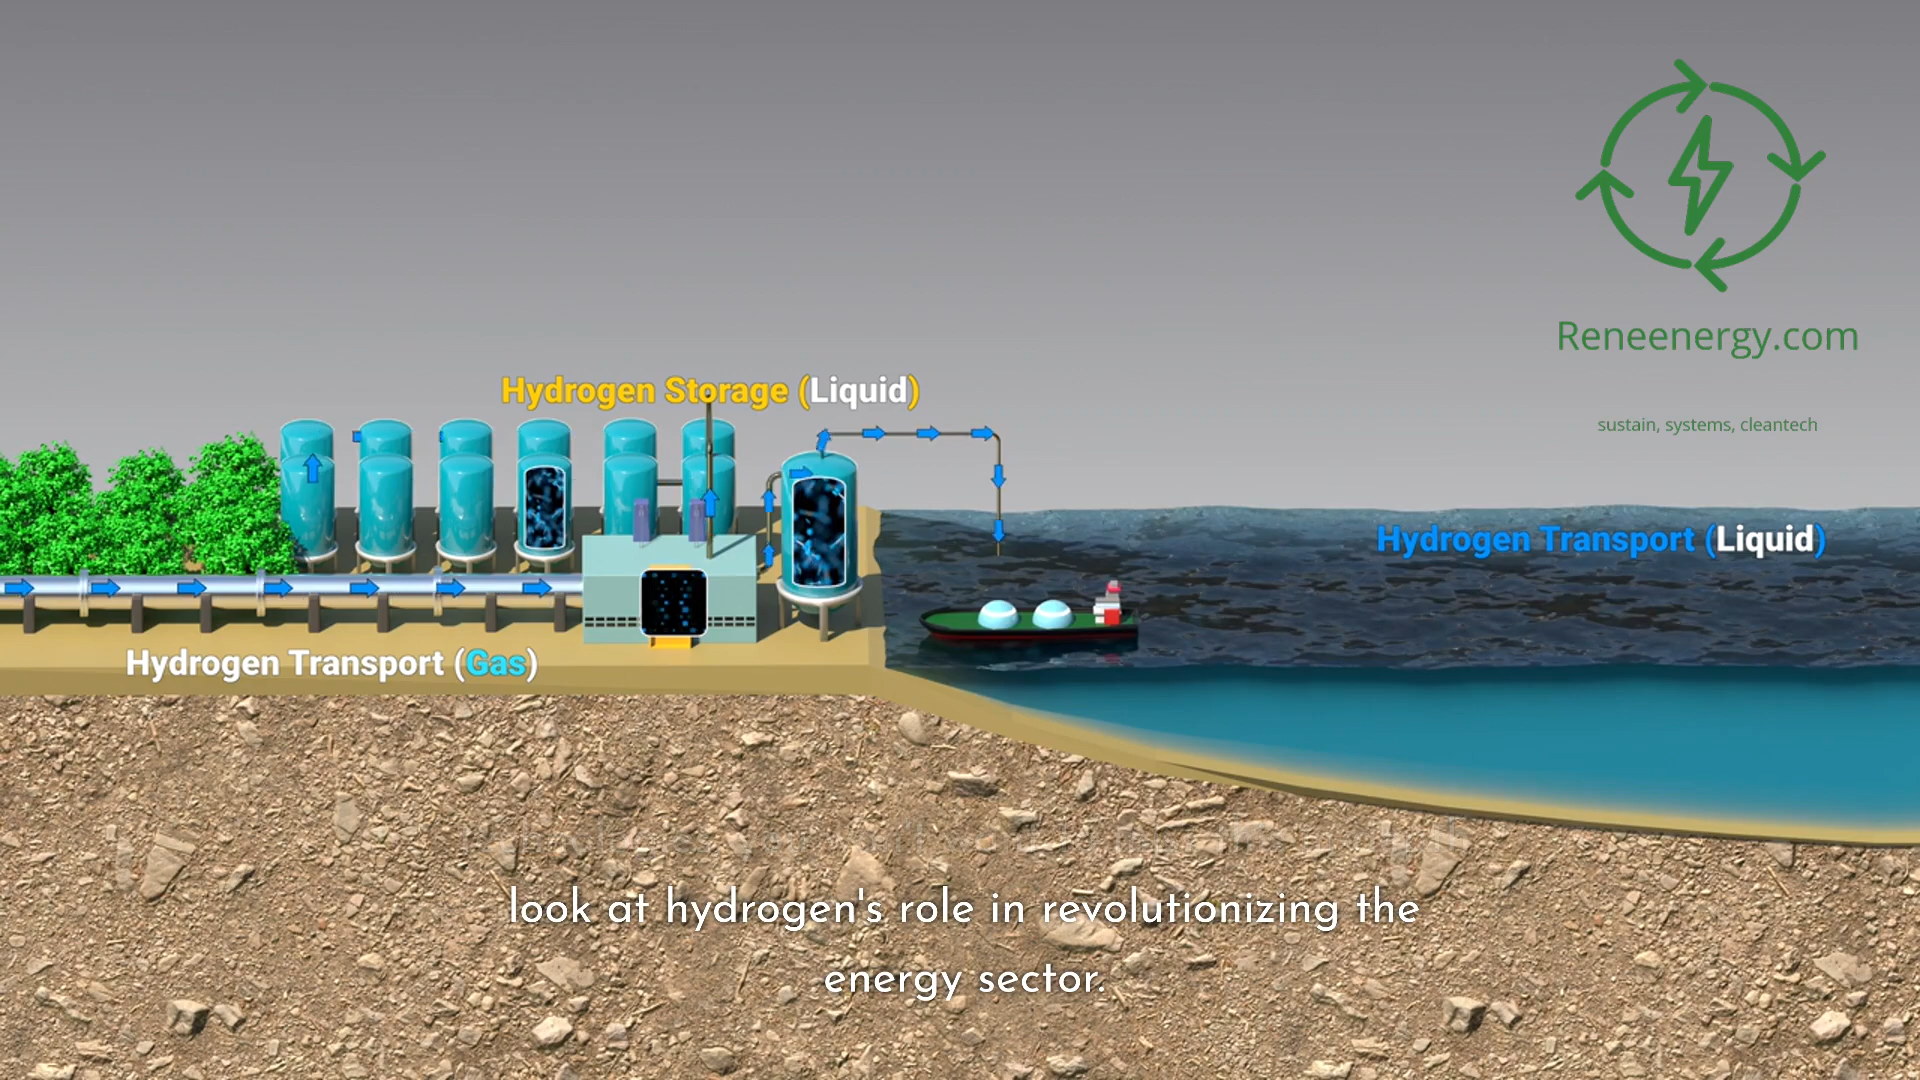 Reneenergy.com
Hydrogen Storage (Liquid)
sustain, systems, cleantech
Hydrogen Transport (Liquid)
Hydrogen Transport (Gas)
look at hydrogen's role in revolutionizing the
energy sector.